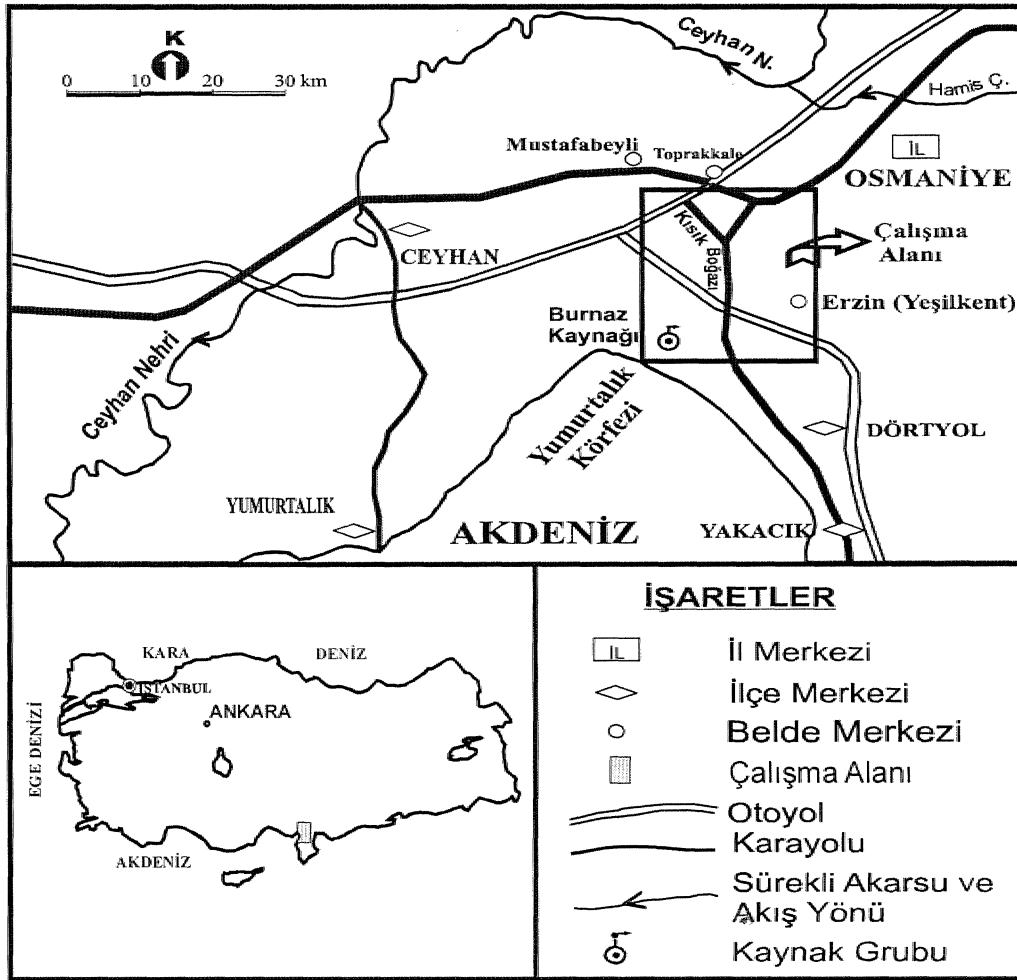 K
0 10 20 30 km
Ceyhan N.
Hamis Ç.
Mustafabeyli
Toprakkale
İL
OSMANİYE
CEYHAN
Kısık
Boğazı
Çalışma
Alanı
Erzin (Yeşilkent)
Burnaz
Kaynağı
Ceyhan Nehri
Yumurtalık
Körfezi
DÖRTYOL
YUMURTALIK
AKDENİZ
YAKACIK
KARA DENİZ
İSTANBUL
ANKARA
EGE DENİZİ
AKDENİZ
İŞARETLER
İL İl Merkezi
İlçe Merkezi
Belde Merkezi
Çalışma Alanı
Otoyol
Karayolu
Sürekli Akarsu ve
Akış Yönü
Kaynak Grubu